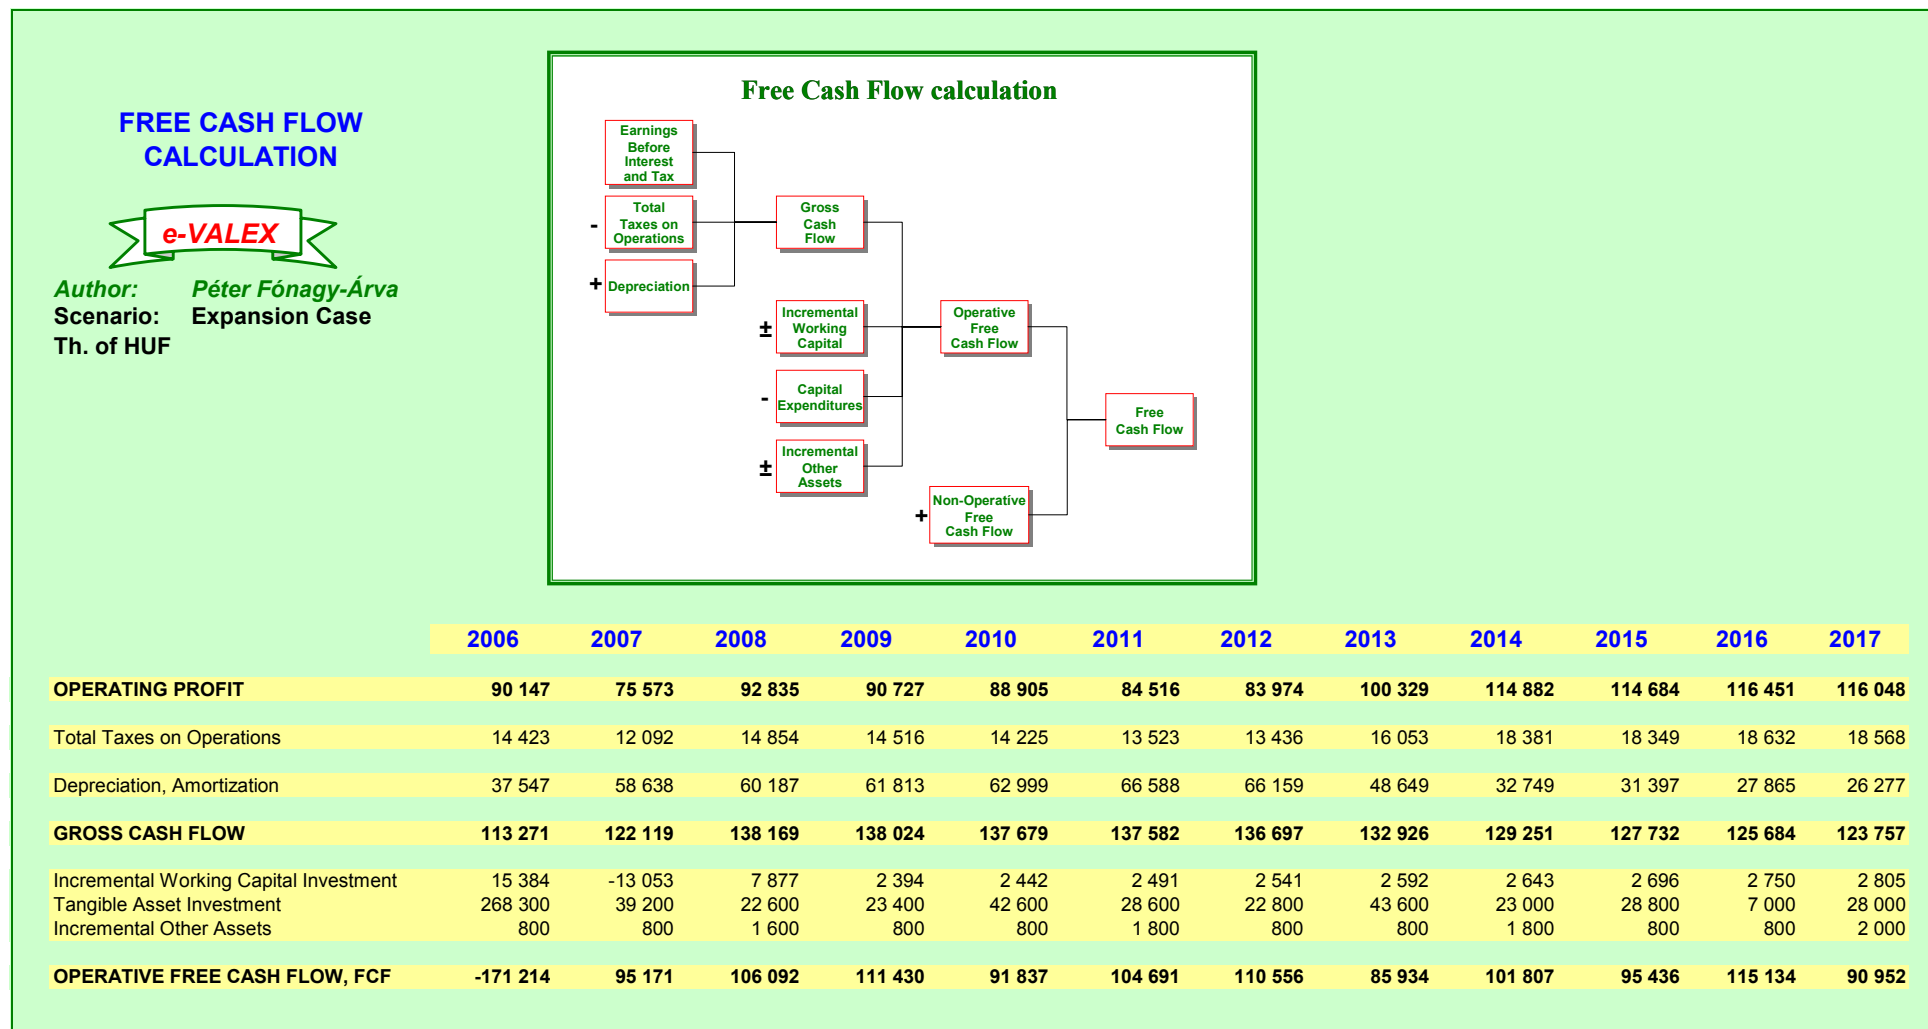 FREE CASH FLOW
CALCULATION
e-VALEX
Author: Péter Fónagy-Árva
Scenario: Expansion Case
Th. of HUF
Free Cash Flow calculation
Earnings
Before
Interest
and Tax
-
Total
Taxes on
Operations
+
Depreciation
Gross
Cash
Flow
±
Incremental
Working
Capital
-
Capital
Expenditures
±
Incremental
Other
Assets
Operative
Free
Cash Flow
+
Non-Operatíve
Free
Cash Flow
Free
Cash Flow
2006 2007 2008 2009 2010 2011 2012 2013 2014 2015 2016 2017
OPERATING PROFIT 90 147 75 573 92 835 90 727 88 905 84 516 83 974 100 329 114 882 114 684 116 451 116 048
Total Taxes on Operations 14 423 12 092 14 854 14 516 14 225 13 523 13 436 16 053 18 381 18 349 18 632 18 568
Depreciation, Amortization 37 547 58 638 60 187 61 813 62 999 66 588 66 159 48 649 32 749 31 397 27 865 26 277
GROSS CASH FLOW 113 271 122 119 138 169 138 024 137 679 137 582 136 697 132 926 129 251 127 732 125 684 123 757
Incremental Working Capital Investment 15 384 -13 053 7 877 2 394 2 442 2 491 2 541 2 592 2 643 2 696 2 750 2 805
Tangible Asset Investment 268 300 39 200 22 600 23 400 42 600 28 600 22 800 43 600 23 000 28 800 7 000 28 000
Incremental Other Assets 800 800 1 600 800 800 1 800 800 800 1 800 800 800 2 000
OPERATIVE FREE CASH FLOW, FCF -171 214 95 171 106 092 111 430 91 837 104 691 110 556 85 934 101 807 95 436 115 134 90 952